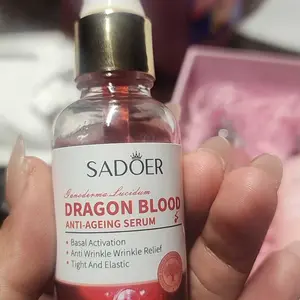 SADOER
Ganoderma Lucidum
DRAGON BLOOD
ANTI-AGEING SERUM
• Basal Activation
• Anti Wrinkle Wrinkle Relief
• Tight And Elastic